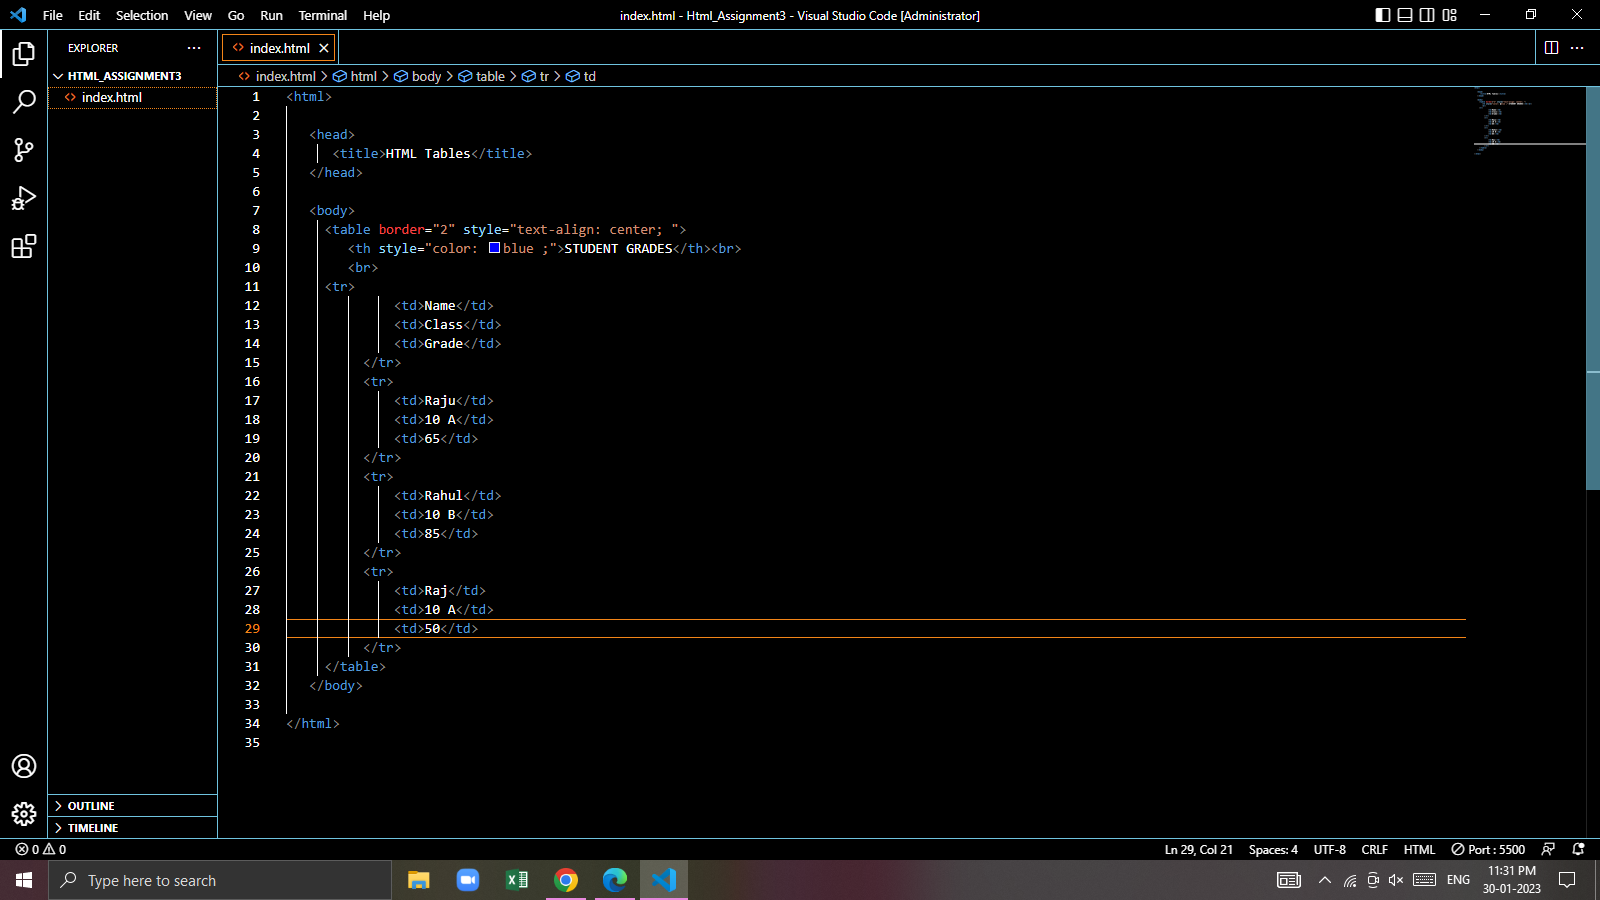 File Edit Selection View Go Run Terminal Help
index.html - Html_Assignment3 - Visual Studio Code [Administrator]
EXPLORER
index.html
HTML_ASSIGNMENT3
index.html
index.html > html > body > table > tr > td
1 <html>
2
3 <head>
4 <title>HTML Tables</title>
5 </head>
6
7 <body>
8 <table border="2" style="text-align: center; ">
9 <th style="color: blue ;">STUDENT GRADES</th><br>
10 <br>
11 <tr>
12 <td>Name</td>
13 <td>Class</td>
14 <td>Grade</td>
15 </tr>
16 <tr>
17 <td>Raju</td>
18 <td>10 A</td>
19 <td>65</td>
20 </tr>
21 <tr>
22 <td>Rahul</td>
23 <td>10 B</td>
24 <td>85</td>
25 </tr>
26 <tr>
27 <td>Raj</td>
28 <td>10 A</td>
29 <td>50</td>
30 </tr>
31 </table>
32 </body>
33
34 </html>
35
OUTLINE
TIMELINE
0 0
Ln 29, Col 21 Spaces: 4 UTF-8 CRLF HTML Port : 5500
Type here to search
ENG
11:31 PM
30-01-2023